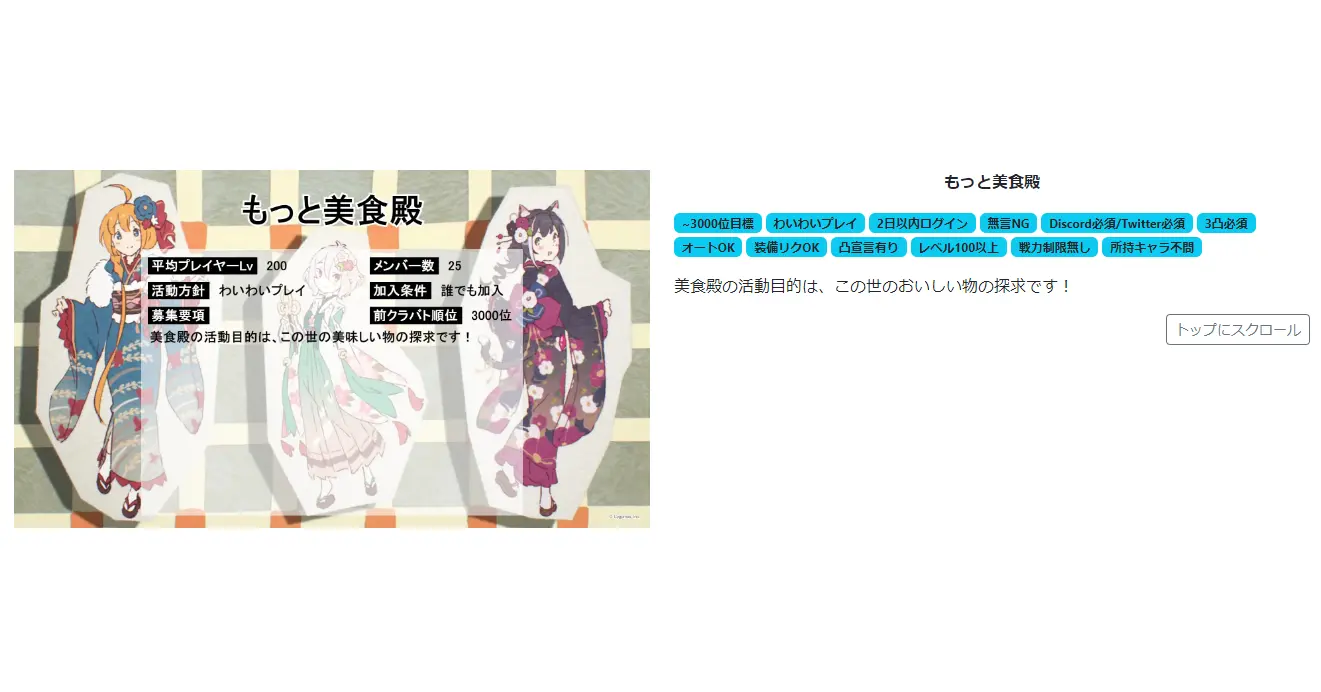 もっと美食殿
平均プレイヤーLv 200
メンバー数 25
活動方針 わいわいプレイ
加入条件 誰でも加入
募集要項
前クラバト順位 3000位
美食殿の活動目的は、この世の美味しい物の探求です！
もっと美食殿
~3000位目標 わいわいプレイ 2日以内ログイン 無言NG Discord必須/Twitter必須 3凸必須
オートOK 装備リクOK 凸宣言有り レベル100以上 戦力制限無し 所持キャラ不問
美食殿の活動目的は、この世のおいしい物の探求です！
トップにスクロール